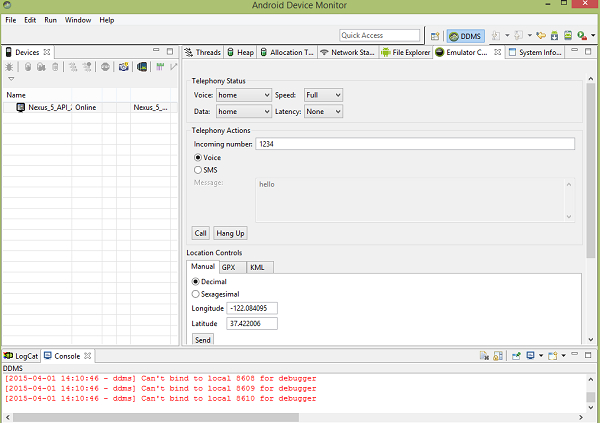 Android Device Monitor
File Edit Run Window Help
Quick Access
DDMS
Devices
Threads Heap Allocation T... Network Sta... File Explorer Emulator C... System Info...
Name
Nexus_5_API_ Online Nexus_5_...
Telephony Status
Voice: home Speed: Full
Data: home Latency: None
Telephony Actions
Incoming number: 1234
Voice
SMS
Message: hello
Call Hang Up
Location Controls
Manual GPX KML
Decimal
Sexagesimal
Longitude -122.084095
Latitude 37.422006
Send
LogCat Console
DDMS
[2015-04-01 14:10:46 - ddms] Can't bind to local 8608 for debugger
[2015-04-01 14:10:46 - ddms] Can't bind to local 8609 for debugger
[2015-04-01 14:10:46 - ddms] Can't bind to local 8610 for debugger